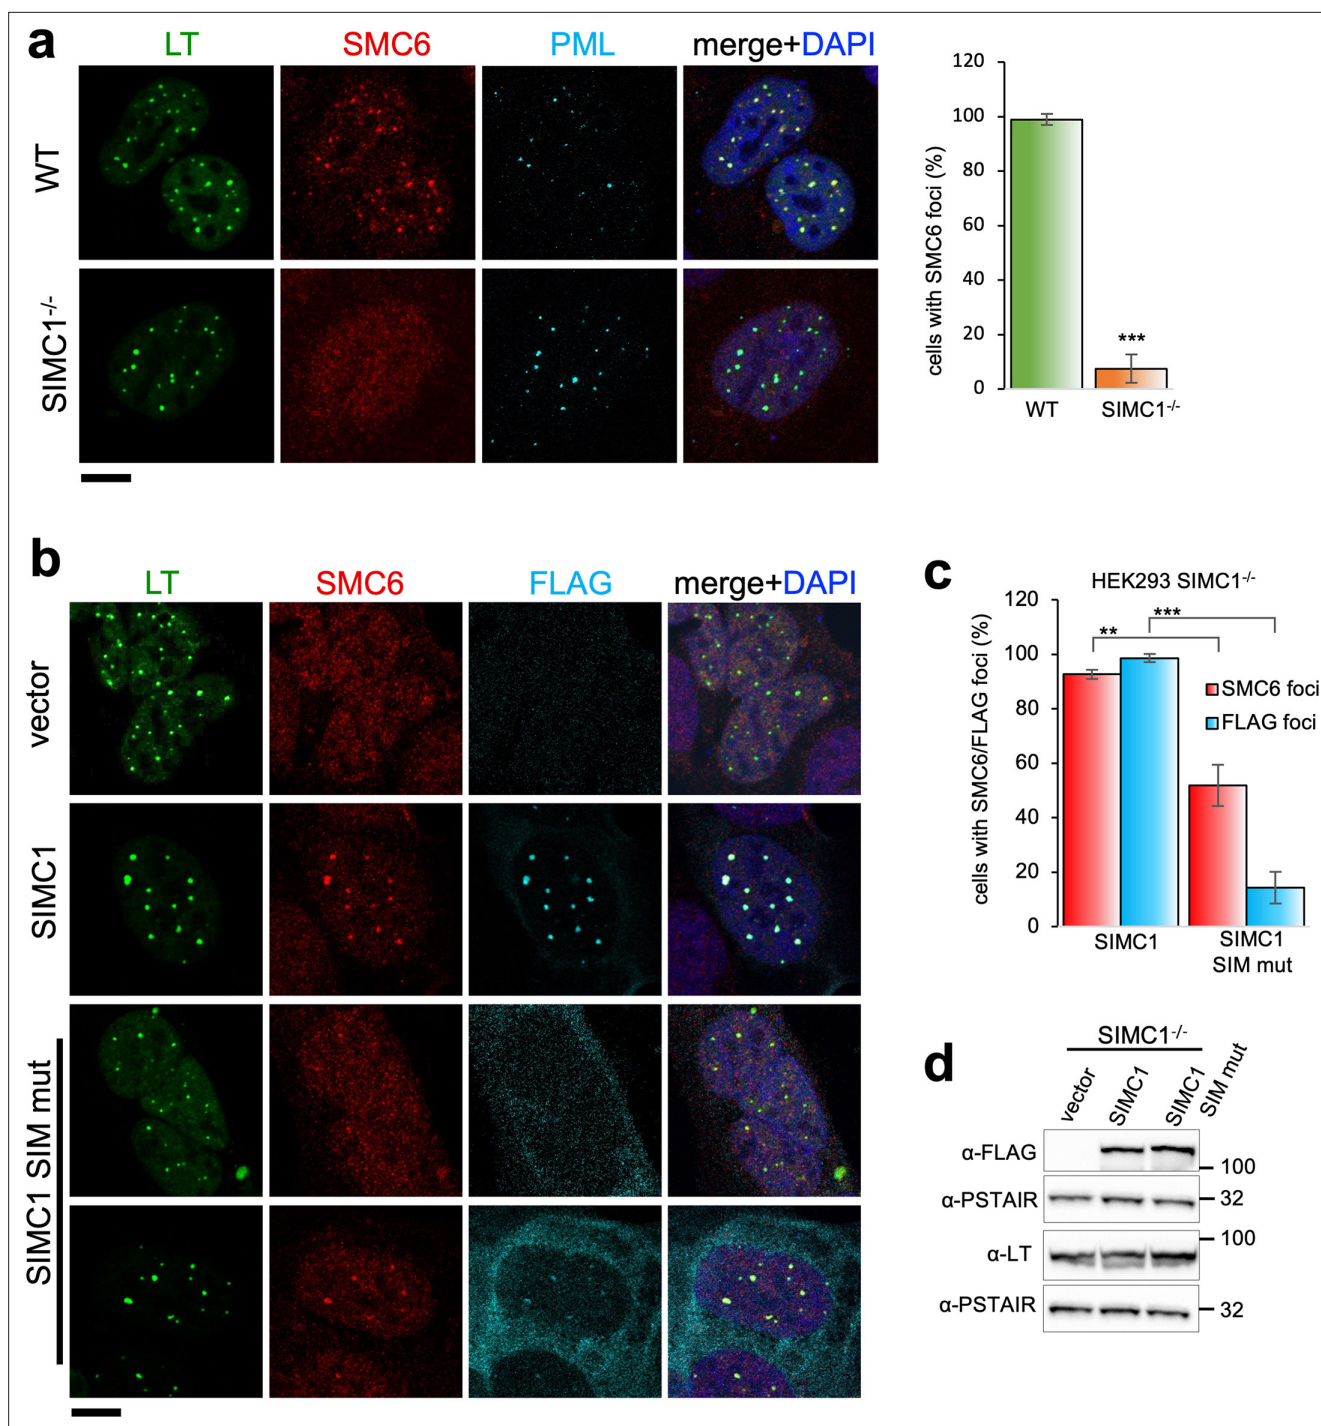 a
LT
SMC6
PML
merge+DAPI
WT
SIMC1-/-
cells with SMC6 foci (%)
120
100
80
60
40
20
0
***
WT
SIMC1-/-
b
LT
SMC6
FLAG
merge+DAPI
vector
SIMC1
SIMC1 SIM mut
c
HEK293 SIMC1-/-
cells with SMC6/FLAG foci (%)
120
100
80
60
40
20
0
**
***
SMC6 foci
FLAG foci
SIMC1
SIMC1
SIM mut
d
SIMC1-/-
vector
SIMC1
SIMC1
SIM mut
α-FLAG
100
α-PSTAIR
32
α-LT
100
α-PSTAIR
32